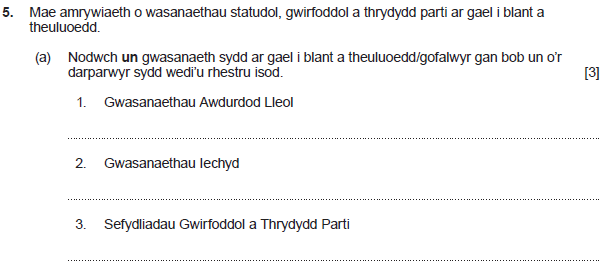 5. Mae amrywiaeth o wasanaethau statudol, gwirfoddol a thrydydd parti ar gael i blant a
theuluoedd.
(a) Nodwch un gwasanaeth sydd ar gael i blant a theuluoedd/gofalwyr gan bob un o'r
darparwyr sydd wedi'u rhestru isod. [3]
1. Gwasanaethau Awdurdod Lleol
2. Gwasanaethau Iechyd
3. Sefydliadau Gwirfoddol a Thrydydd Parti